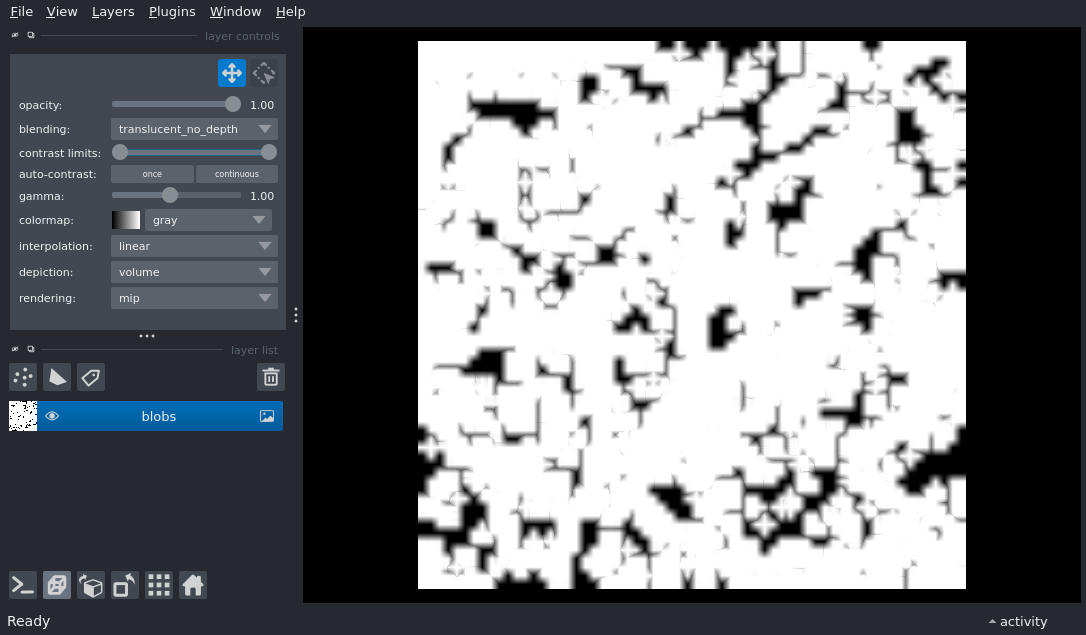 File View Layers Plugins Window Help
layer controls
opacity: 1.00
blending: translucent_no_depth
contrast limits:
auto-contrast: once continuous
gamma: 1.00
colormap: gray
interpolation: linear
depiction: volume
rendering: mip
layer list
blobs
Ready
activity